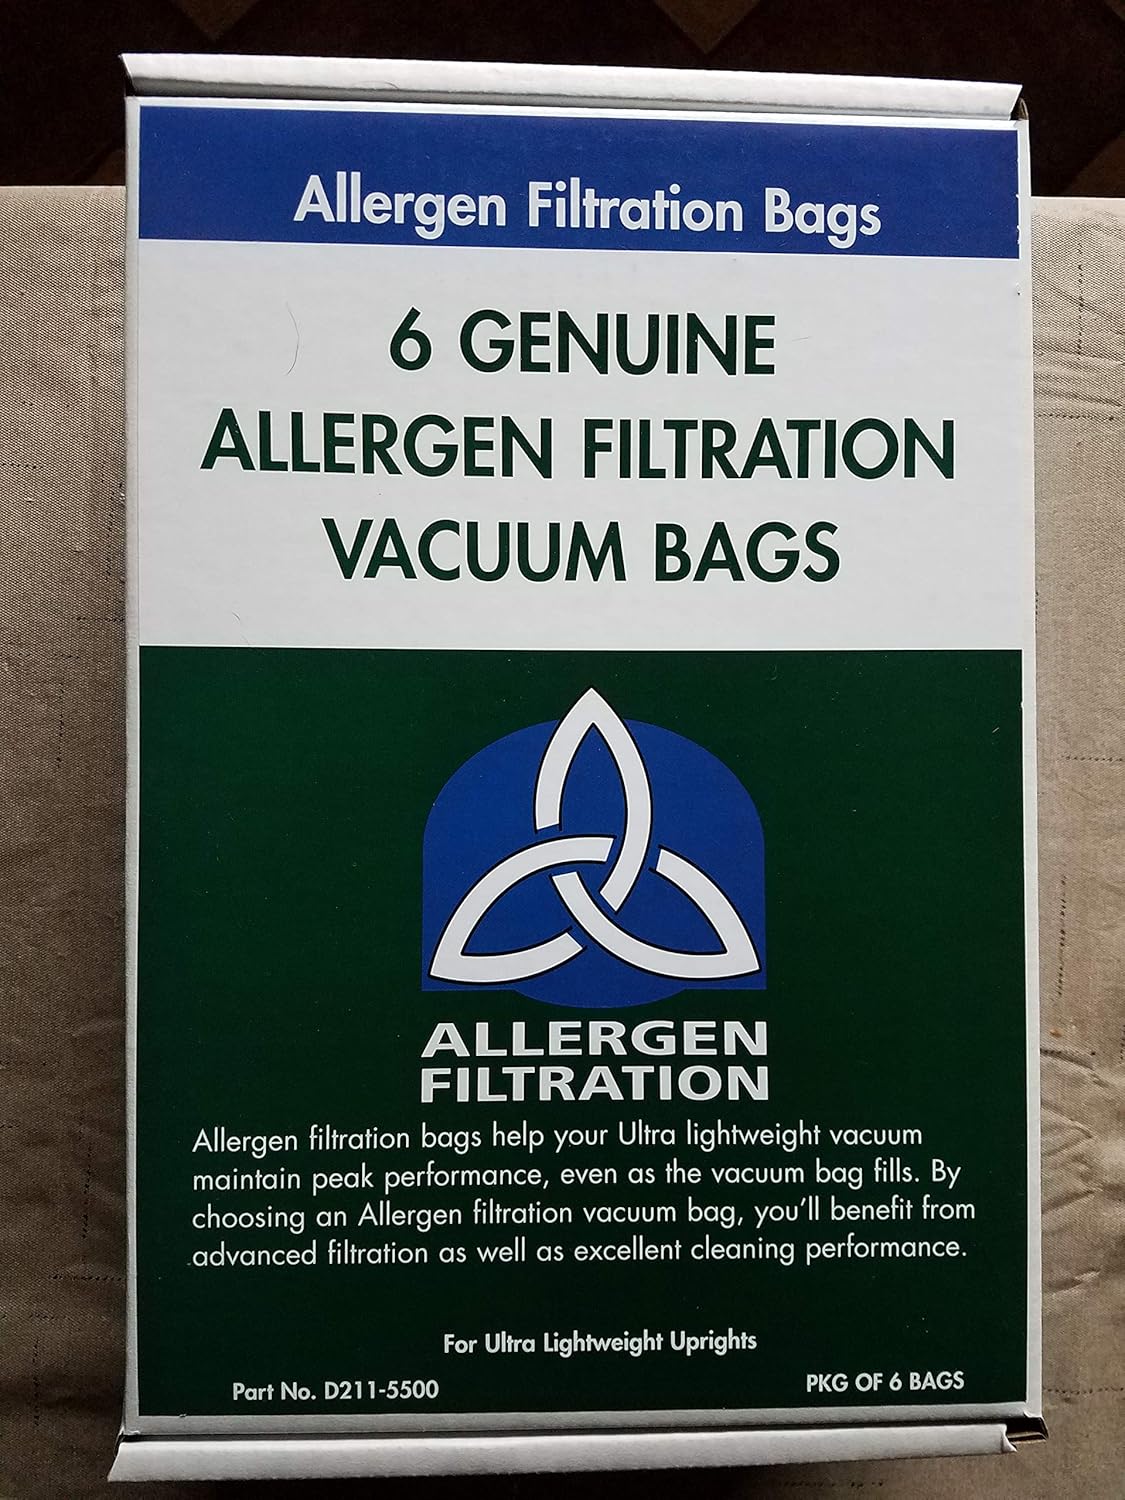 Allergen Filtration Bags
6 GENUINE
ALLERGEN FILTRATION
VACUUM BAGS
ALLERGEN
FILTRATION
Allergen filtration bags help your Ultra lightweight vacuum
maintain peak performance, even as the vacuum bag fills. By
choosing an Allergen filtration vacuum bag, you'll benefit from
advanced filtration as well as excellent cleaning performance.
For Ultra Lightweight Uprights
Part No. D211-5500
PKG OF 6 BAGS